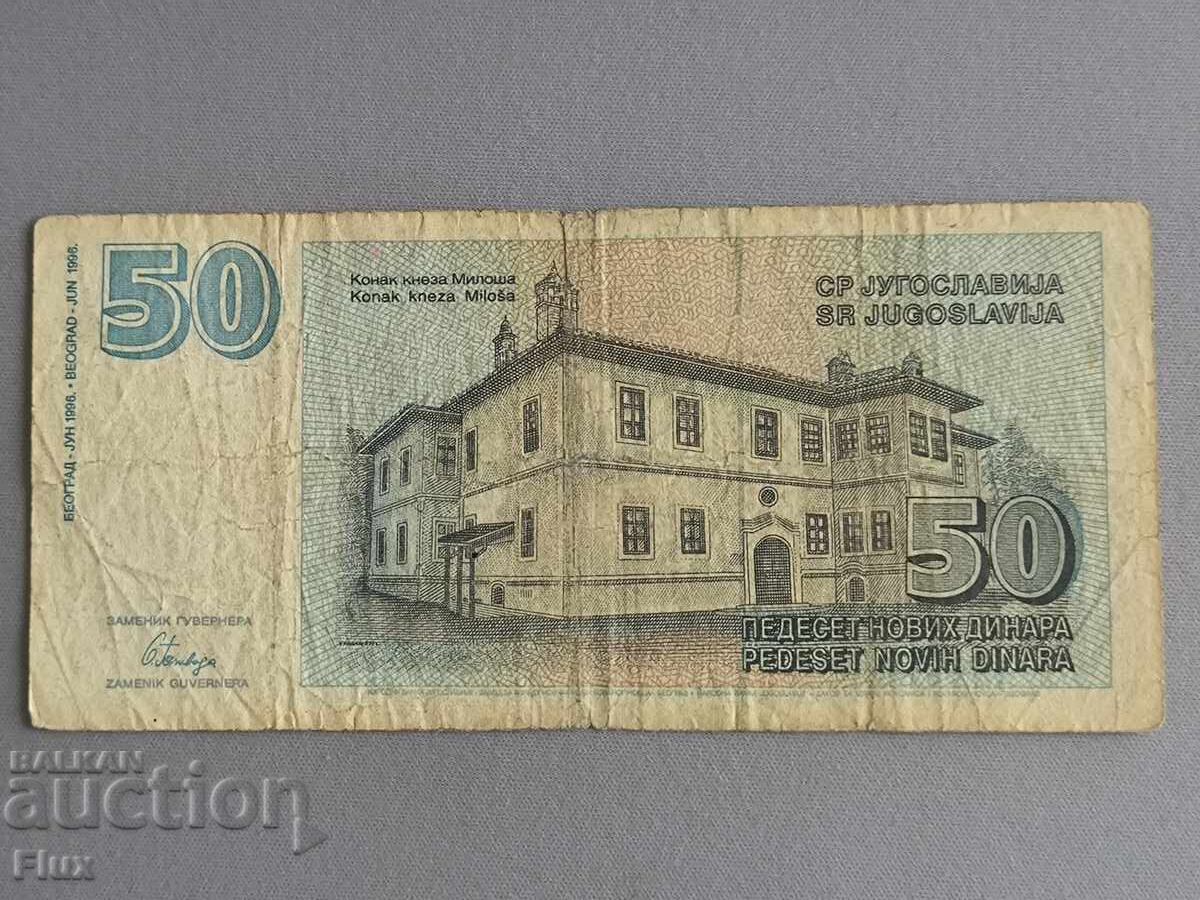 50
БЕОГРАД - ЈУН 1996. • BEOGRAD - JUN 1996.
Конак кнеза Милоша
Konak kneza Miloša
СР ЈУГОСЛАВИЈА
SR JUGOSLAVIJA
50
ПЕДЕСЕТ НОВИХ ДИНАРА
PEDESET NOVIH DINARA
ЗАМЕНИК ГУВЕРНЕРА
ZAMENIK GUVERNERA
BALKAN
auction
Flux